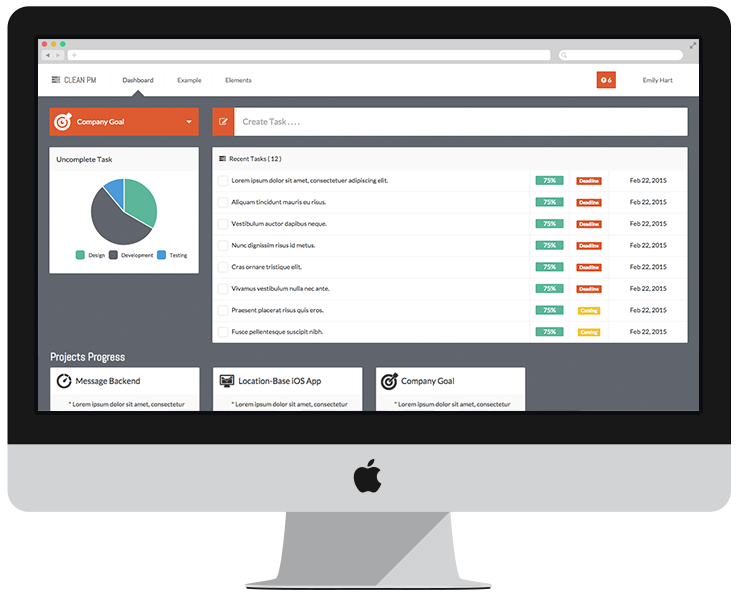 CLEAN PM Dashboard Example Elements 6 Emily Hart
Company Goal Create Task . . . .
Uncomplete Task
Design Development Testing
Recent Tasks ( 12 )
Lorem ipsum dolor sit amet, consectetuer adipiscing elit. 75% Deadline Feb 22, 2015
Aliquam tincidunt mauris eu risus. 75% Deadline Feb 22, 2015
Vestibulum auctor dapibus neque. 75% Deadline Feb 22, 2015
Nunc dignissim risus id metus. 75% Deadline Feb 22, 2015
Cras ornare tristique elit. 75% Deadline Feb 22, 2015
Vivamus vestibulum nulla nec ante. 75% Deadline Feb 22, 2015
Praesent placerat risus quis eros. 75% Coming Feb 22, 2015
Fusce pellentesque suscipit nibh. 75% Coming Feb 22, 2015
Projects Progress
Message Backend Location-Base iOS App Company Goal
" Lorem ipsum dolor sit amet, consectetur " Lorem ipsum dolor sit amet, consectetur " Lorem ipsum dolor sit amet, consectetur